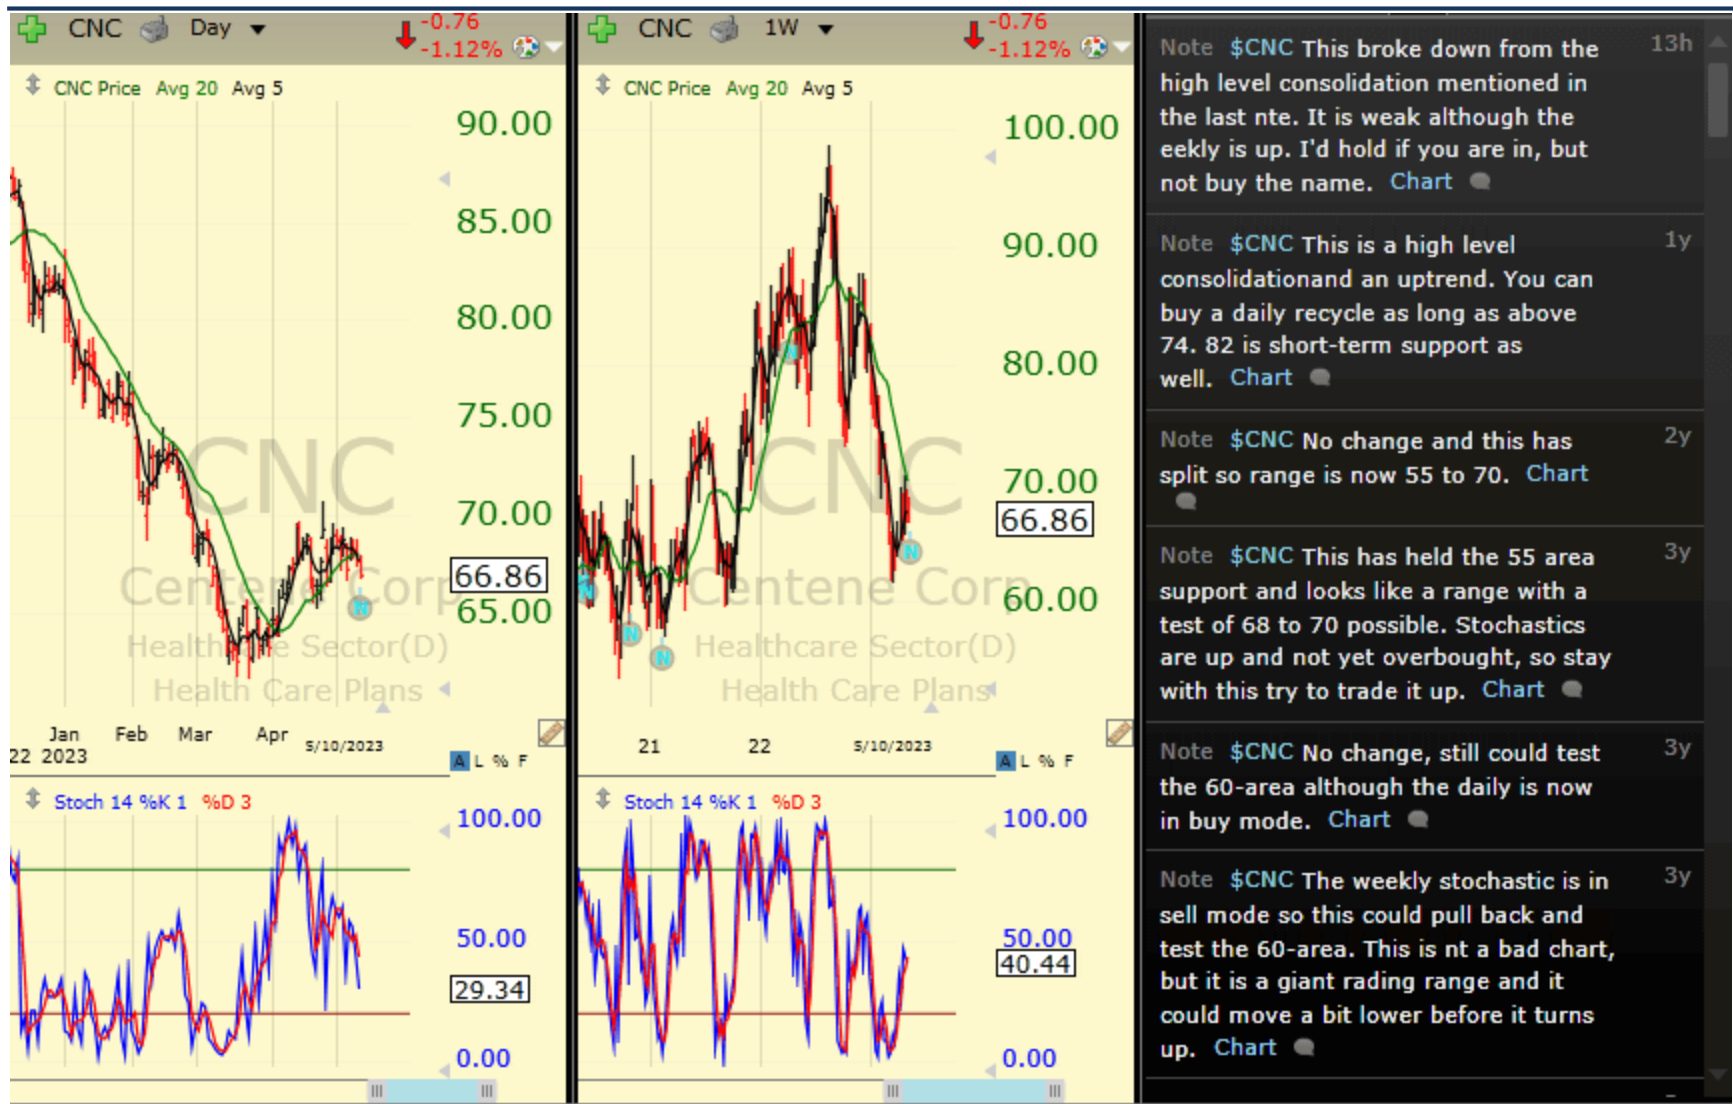 CNC Day -0.76
-1.12%
CNC Price Avg 20 Avg 5
90.00
85.00
80.00
75.00
70.00
66.86
65.00
CNC
Centene Corp
Healthcare Sector(D)
Health Care Plans
Jan Feb Mar Apr 5/10/2023
22 2023
A L % F
Stoch 14 %K 1 %D 3
100.00
50.00
29.34
0.00
CNC 1W -0.76
-1.12%
CNC Price Avg 20 Avg 5
100.00
90.00
80.00
70.00
66.86
60.00
CNC
Centene Corp
Healthcare Sector(D)
Health Care Plans
N
N
N
N
N
N
21 22 5/10/2023
A L % F
Stoch 14 %K 1 %D 3
100.00
50.00
40.44
0.00
Note $CNC This broke down from the 13h
high level consolidation mentioned in
the last nte. It is weak although the
eekly is up. I'd hold if you are in, but
not buy the name. Chart
Note $CNC This is a high level 1y
consolidationand an uptrend. You can
buy a daily recycle as long as above
74. 82 is short-term support as
well. Chart
Note $CNC No change and this has 2y
split so range is now 55 to 70. Chart
Note $CNC This has held the 55 area 3y
support and looks like a range with a
test of 68 to 70 possible. Stochastics
are up and not yet overbought, so stay
with this try to trade it up. Chart
Note $CNC No change, still could test 3y
the 60-area although the daily is now
in buy mode. Chart
Note $CNC The weekly stochastic is in 3y
sell mode so this could pull back and
test the 60-area. This is nt a bad chart,
but it is a giant rading range and it
could move a bit lower before it turns
up. Chart